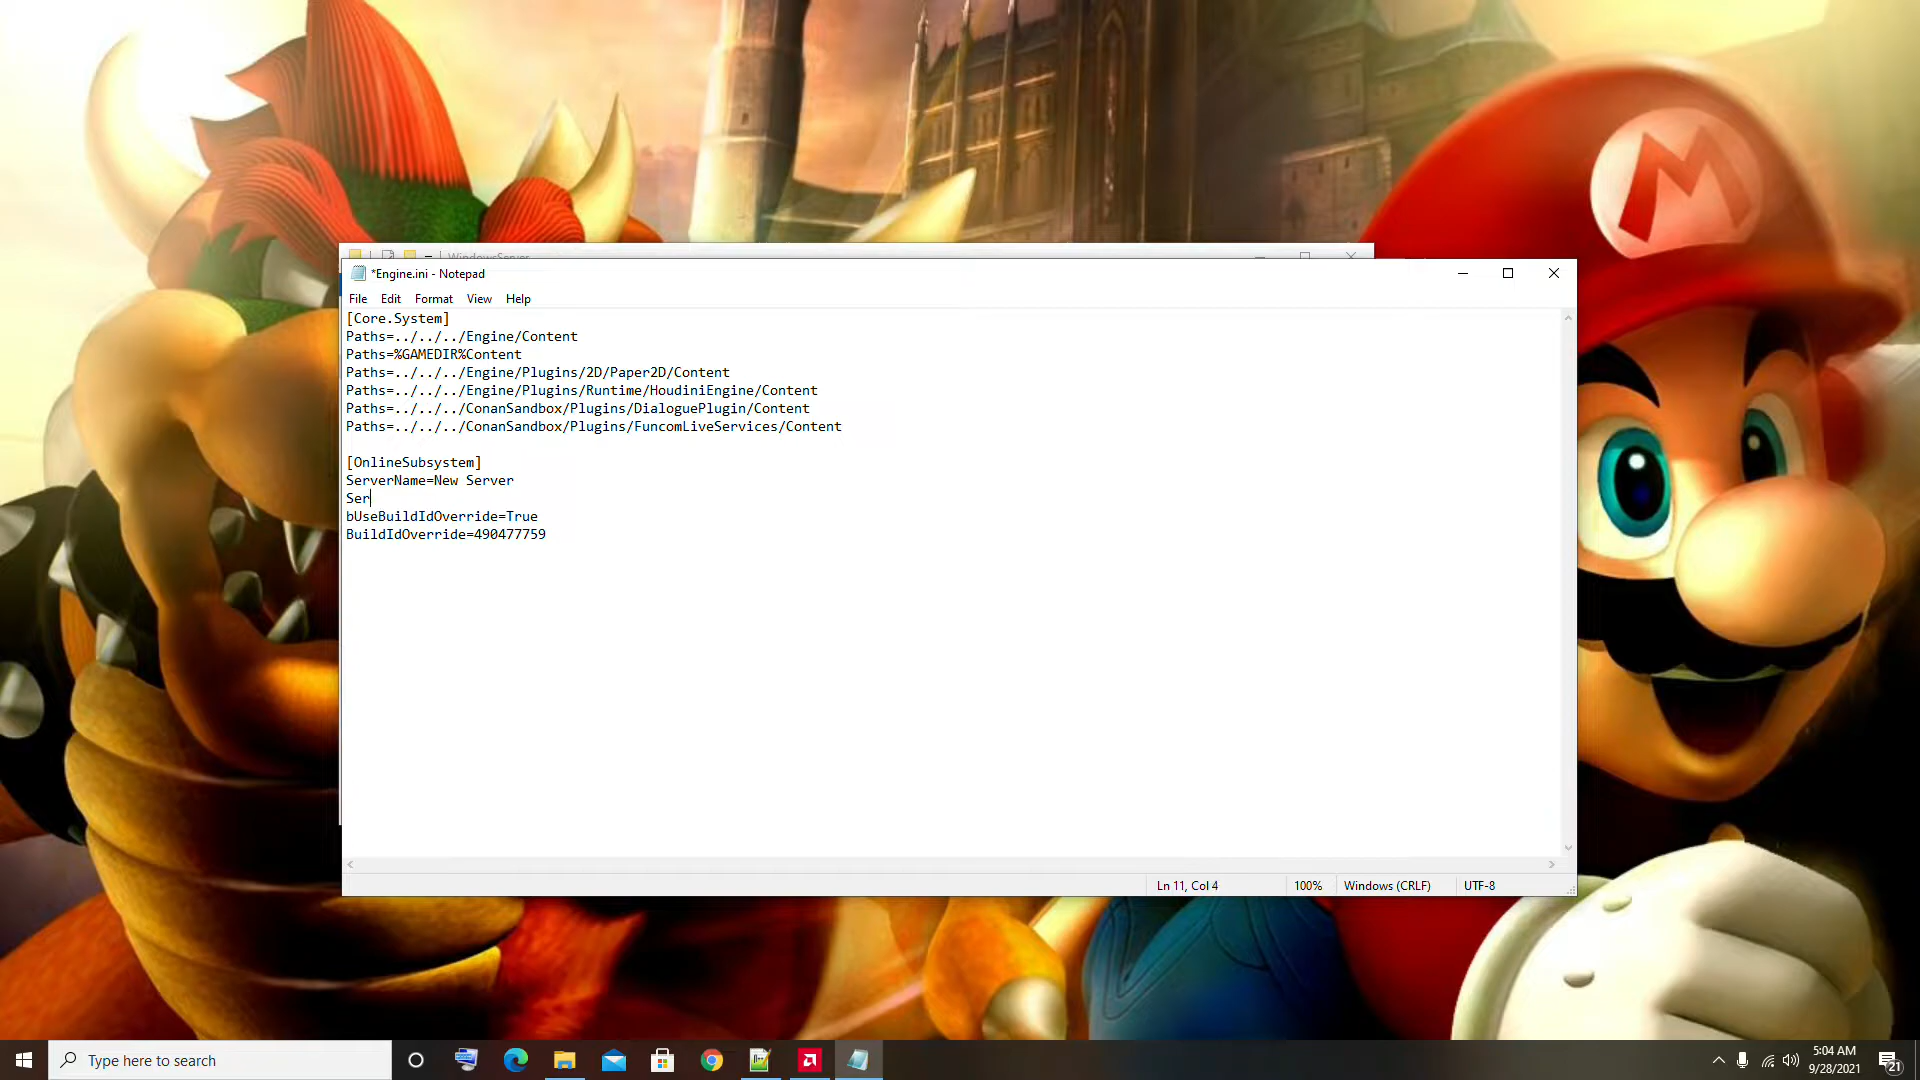 M
WindowsServer
*Engine.ini - Notepad
File Edit Format View Help
[Core.System]
Paths=../../../Engine/Content
Paths=%GAMEDIR%Content
Paths=../../../Engine/Plugins/2D/Paper2D/Content
Paths=../../../Engine/Plugins/Runtime/HoudiniEngine/Content
Paths=../../../ConanSandbox/Plugins/DialoguePlugin/Content
Paths=../../../ConanSandbox/Plugins/FuncomLiveServices/Content
[OnlineSubsystem]
ServerName=New Server
Ser
bUseBuildIdOverride=True
BuildIdOverride=490477759
Ln 11, Col 4 100% Windows (CRLF) UTF-8
Type here to search
5:04 AM
9/28/2021
21